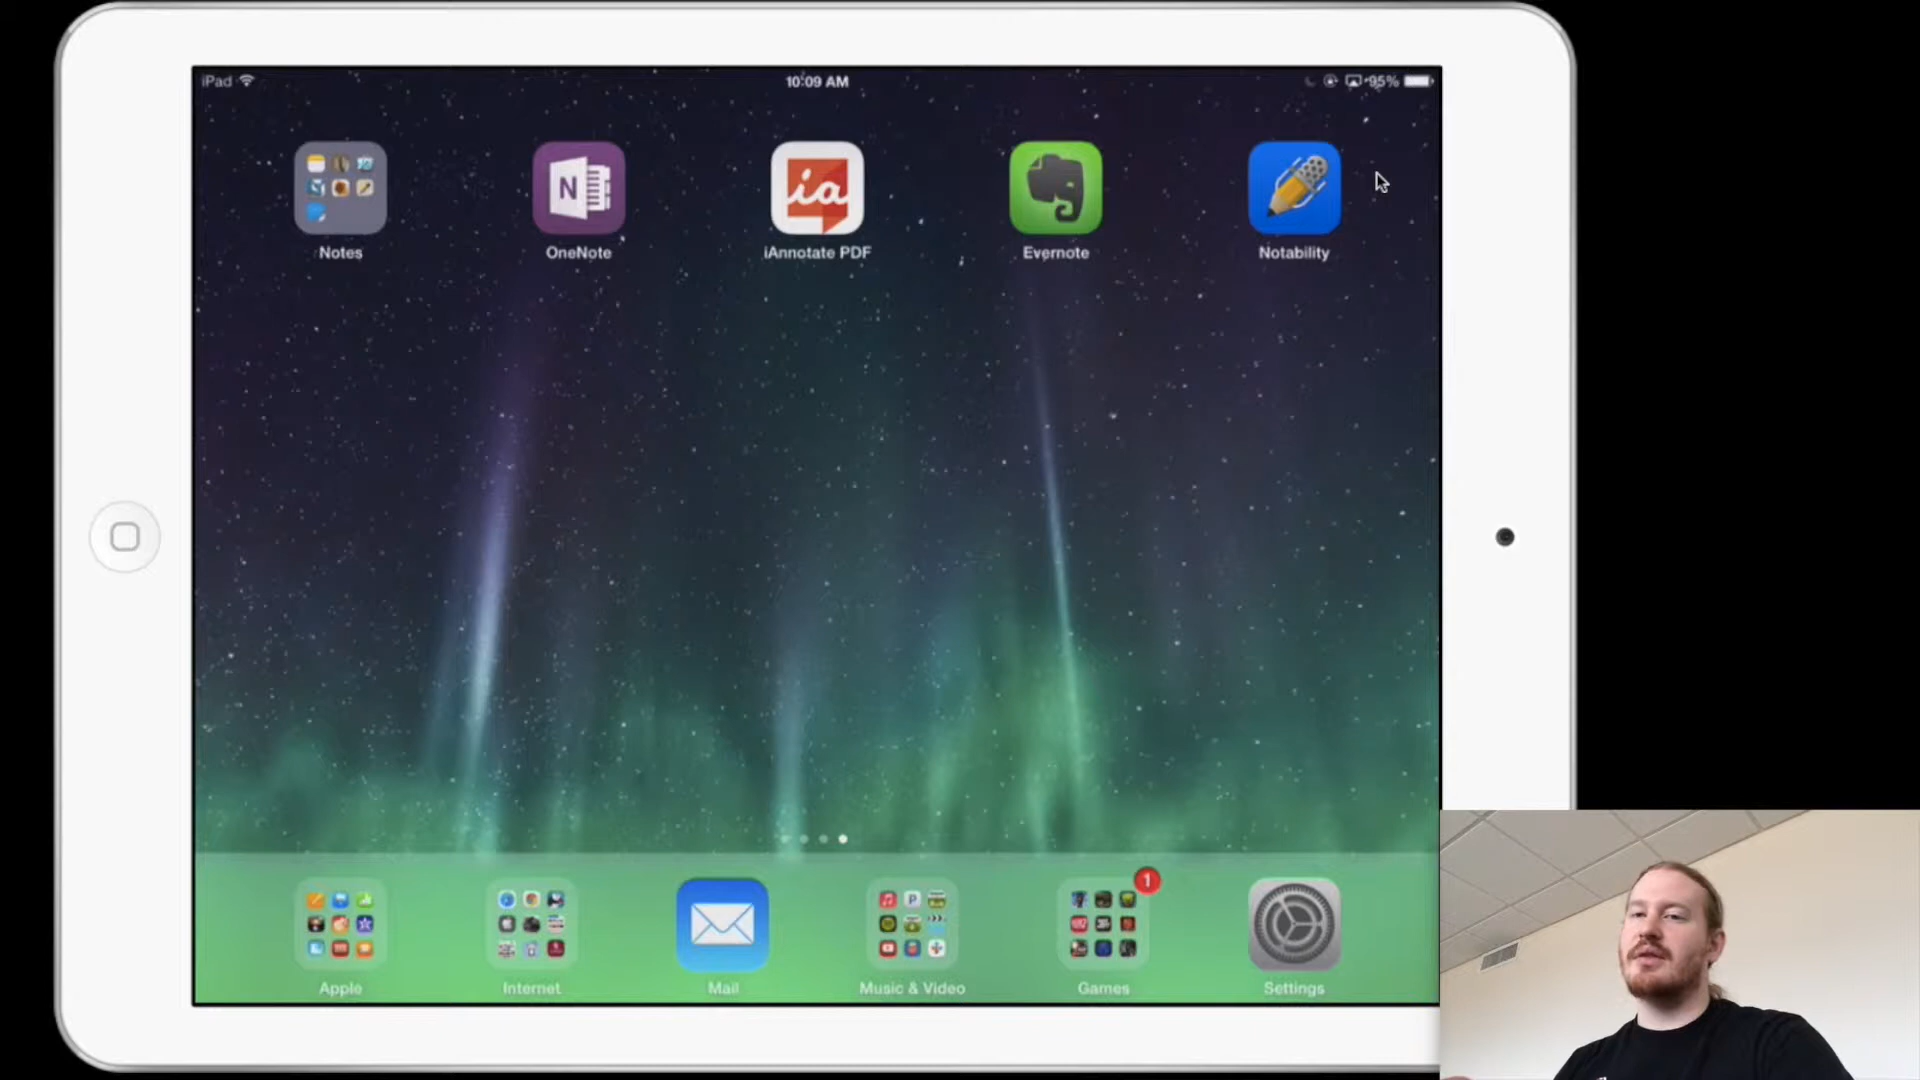 iPad 10:09 AM 95%
N ia
Notes OneNote iAnnotate PDF Evernote Notability
1
Apple Internet Mail Music & Video Games Settings